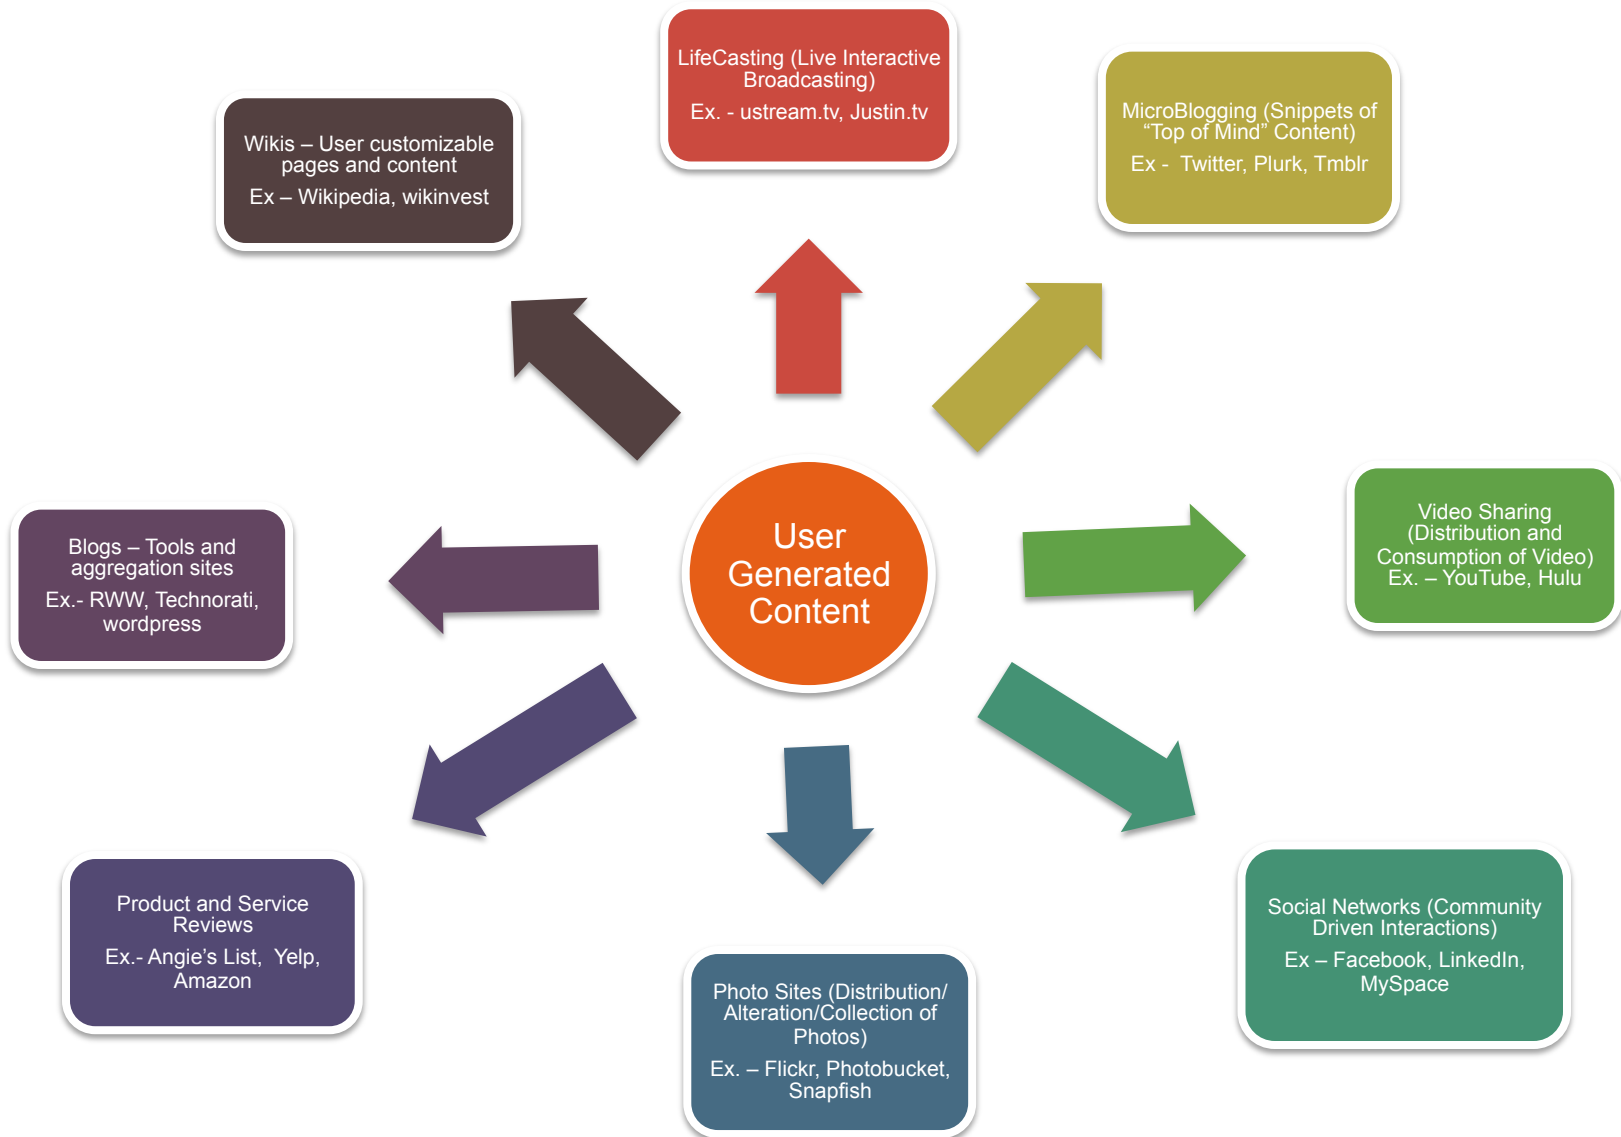 LifeCasting (Live Interactive
Broadcasting)
Ex. - ustream.tv, Justin.tv
MicroBlogging (Snippets of
“Top of Mind” Content)
Ex - Twitter, Plurk, Tmblr
Wikis – User customizable
pages and content
Ex – Wikipedia, wikinvest
Video Sharing
(Distribution and
Consumption of Video)
Ex. – YouTube, Hulu
User
Generated
Content
Blogs – Tools and
aggregation sites
Ex.- RWW, Technorati,
wordpress
Product and Service
Reviews
Ex.- Angie’s List, Yelp,
Amazon
Social Networks (Community
Driven Interactions)
Ex – Facebook, LinkedIn,
MySpace
Photo Sites (Distribution/
Alteration/Collection of
Photos)
Ex. – Flickr, Photobucket,
Snapfish